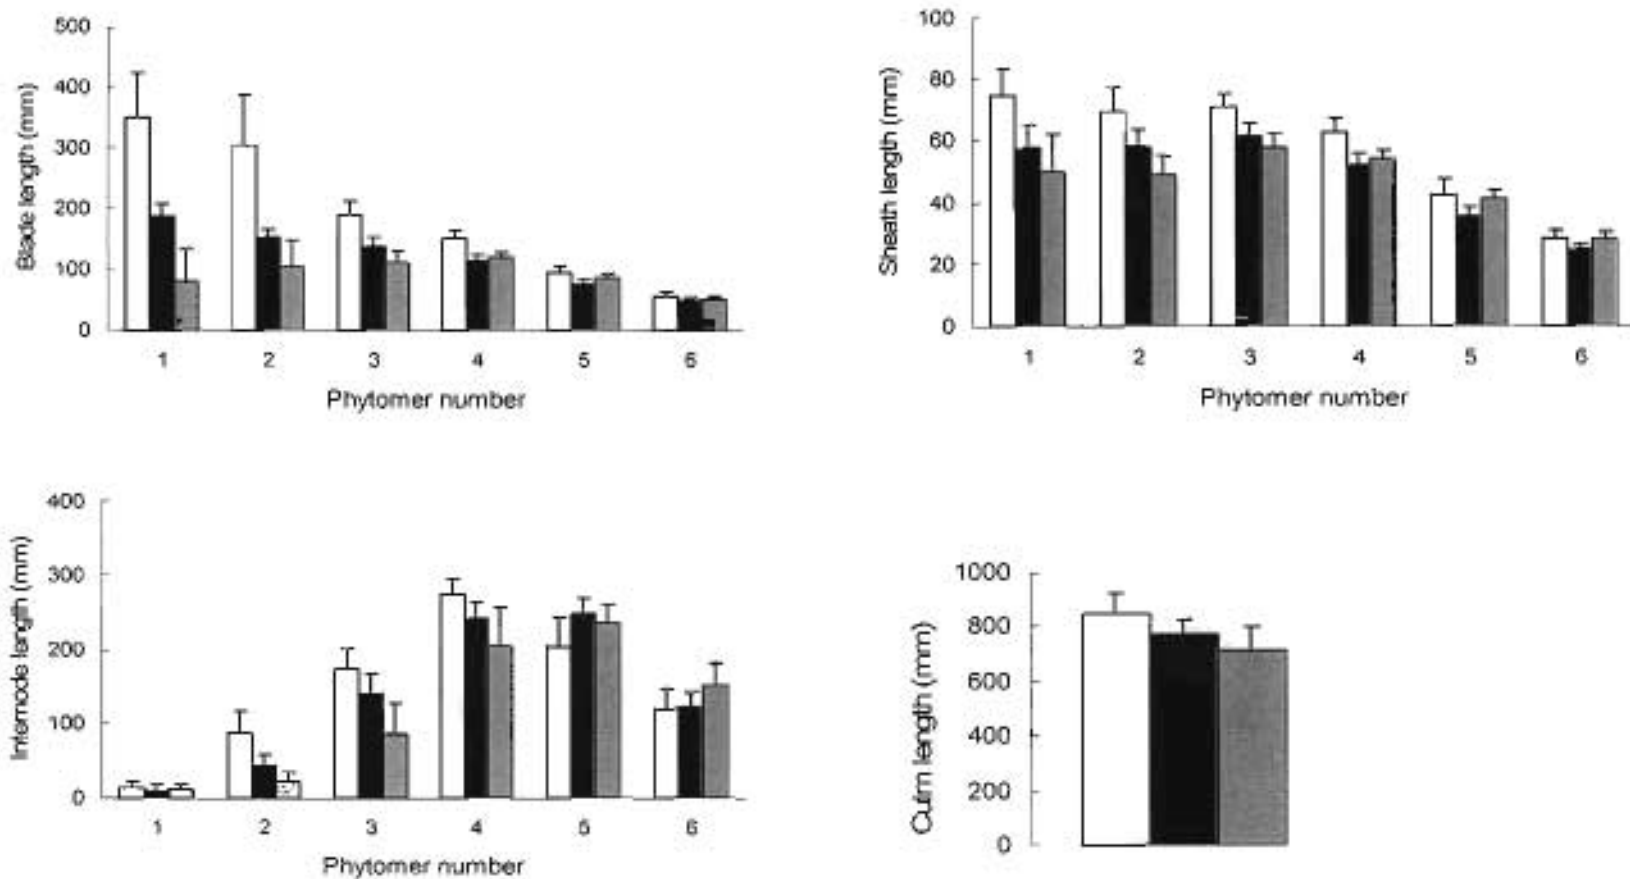 500
400
300
200
100
0
Blade length (mm)
1 2 3 4 5 6
Phytomer number
100
80
60
40
20
0
Sheath length (mm)
1 2 3 4 5 6
Phytomer number
400
300
200
100
0
Internode length (mm)
1 2 3 4 5 6
Phytomer number
1000
800
600
400
200
0
Culm length (mm)